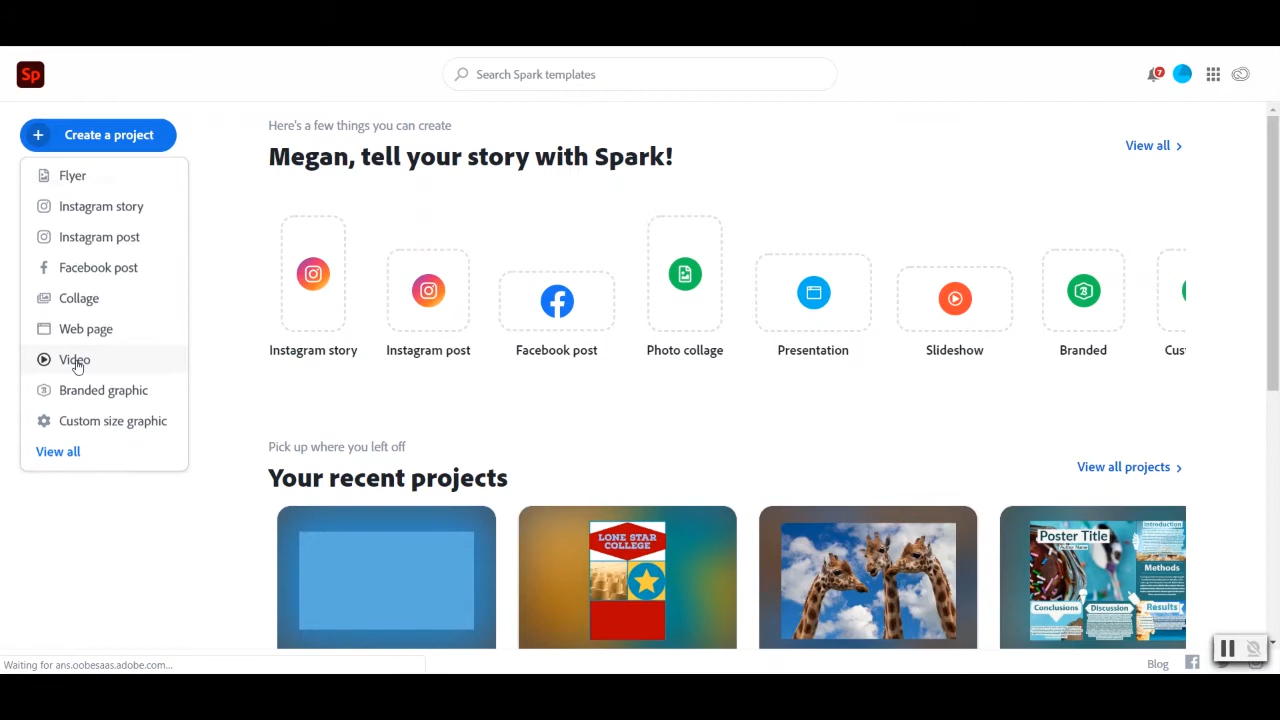 Sp
Search Spark templates
7
Create a project
Flyer
Instagram story
Instagram post
Facebook post
Collage
Web page
Video
Branded graphic
Custom size graphic
View all
Here's a few things you can create
Megan, tell your story with Spark!
View all
Instagram story
Instagram post
Facebook post
Photo collage
Presentation
Slideshow
Branded
Cus
Pick up where you left off
Your recent projects
View all projects
LONE STAR
COLLEGE
Poster Title
Introduction
Methods
Conclusions
Discussion
Results
Waiting for ans.oobesaas.adobe.com...
Blog